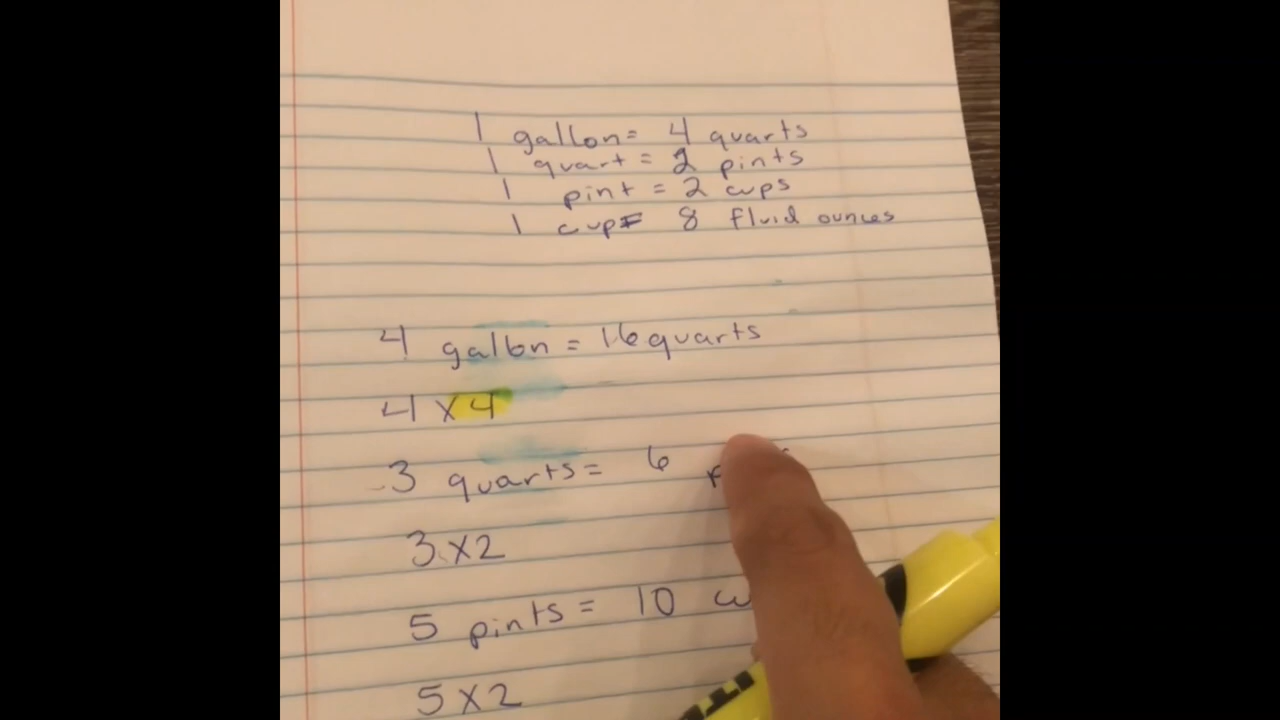 1 gallon= 4 quarts
1 quart = 2 pints
1 pint = 2 cups
1 cup= 8 fluid ounces
4 gallon = 16 quarts
4 x 4
3 quarts= 6
3 x 2
5 pints = 10
5 x 2